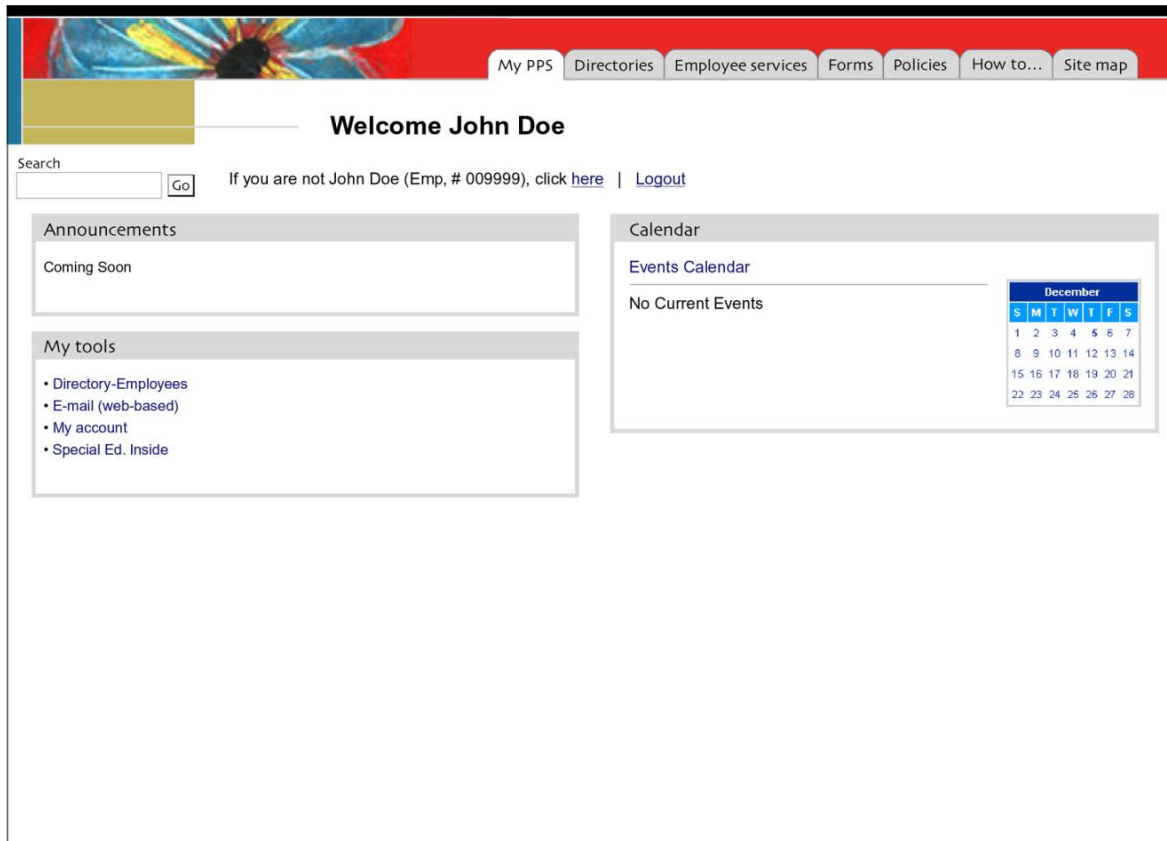 My PPS Directories Employee services Forms Policies How to... Site map
Welcome John Doe
Search
Go
If you are not John Doe (Emp, # 009999), click here | Logout
Announcements
Coming Soon
My tools
• Directory-Employees
• E-mail (web-based)
• My account
• Special Ed. Inside
Calendar
Events Calendar
No Current Events
December
S M T W T F S
1 2 3 4 5 6 7
8 9 10 11 12 13 14
15 16 17 18 19 20 21
22 23 24 25 26 27 28